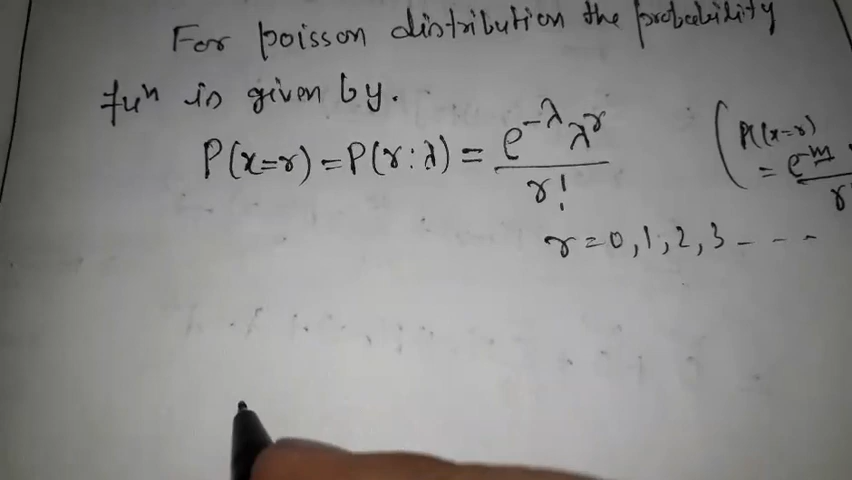 For poisson distribution the probability
fuⁿ is given by.
P(x=r) = P(r:λ) = e^{-λ} λ^r / r!
(P(x=r)
= e^{-m} / r!
r = 0, 1, 2, 3 - - -